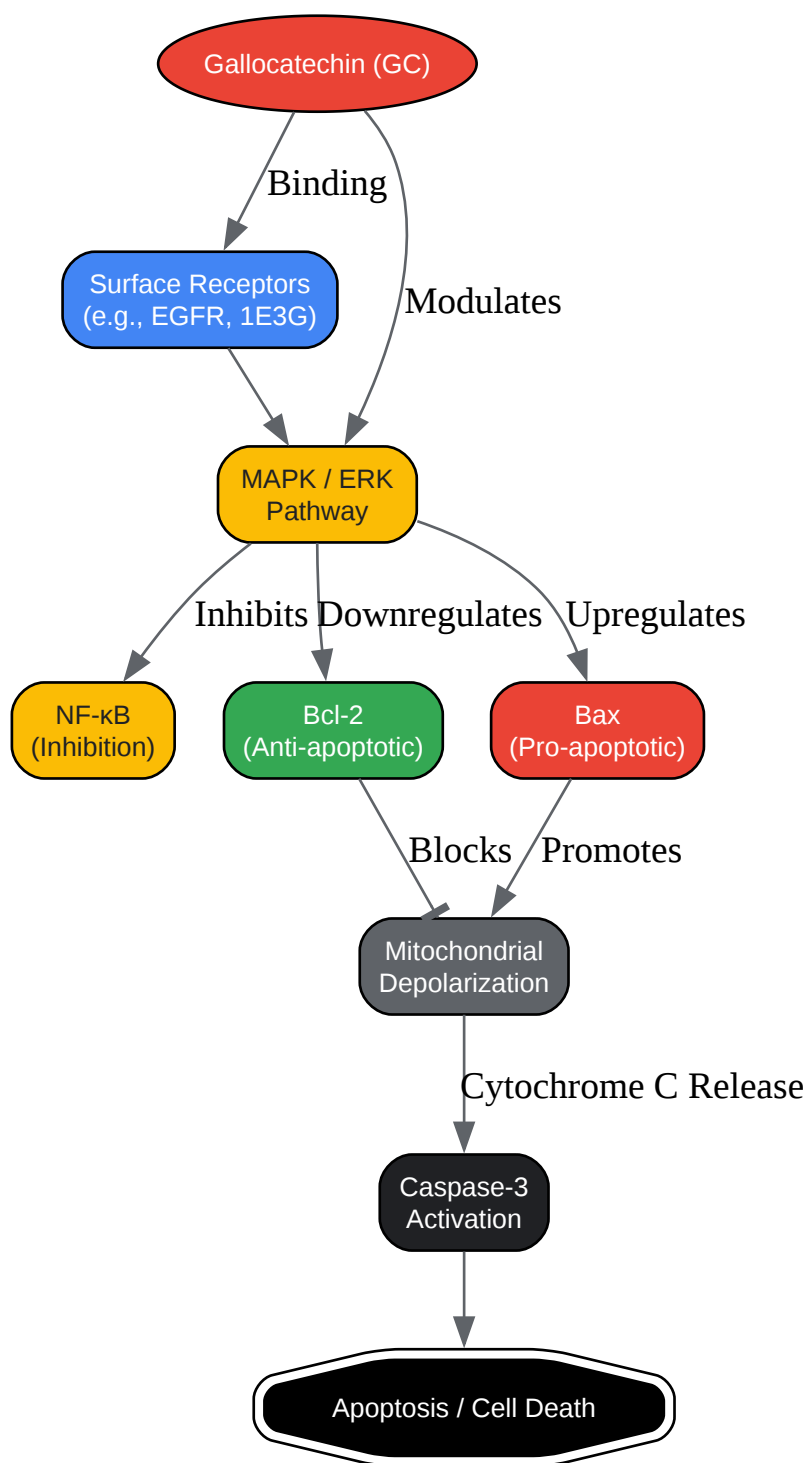 Gallocatechin (GC)
Binding
Surface Receptors
(e.g., EGFR, 1E3G)
Modulates
MAPK / ERK
Pathway
Inhibits
Downregulates
Upregulates
NF-κB
(Inhibition)
Bcl-2
(Anti-apoptotic)
Bax
(Pro-apoptotic)
Blocks
Promotes
Mitochondrial
Depolarization
Cytochrome C Release
Caspase-3
Activation
Apoptosis / Cell Death